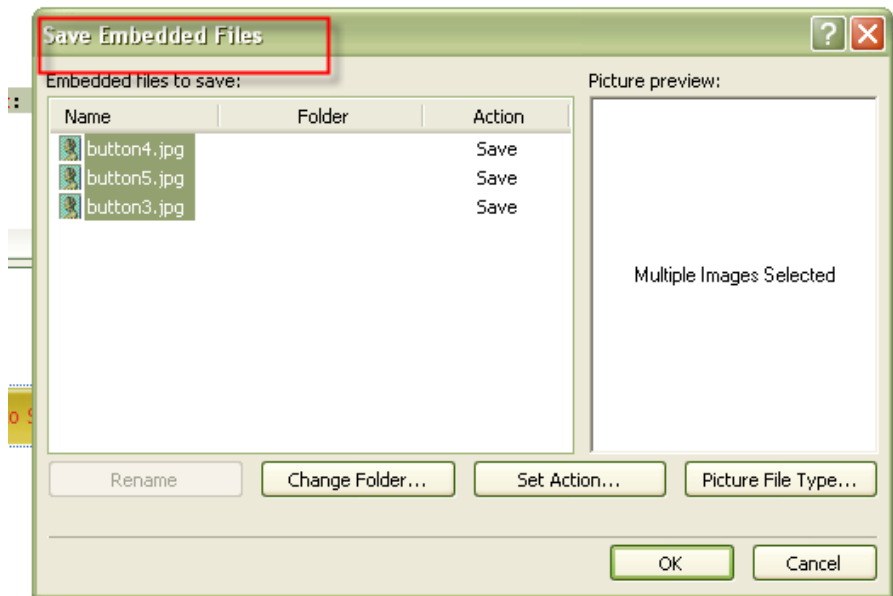 Save Embedded Files
Embedded files to save:
Picture preview:
:
Name Folder Action
button4.jpg Save
button5.jpg Save
button3.jpg Save
Multiple Images Selected
o
Rename Change Folder... Set Action... Picture File Type...
OK Cancel